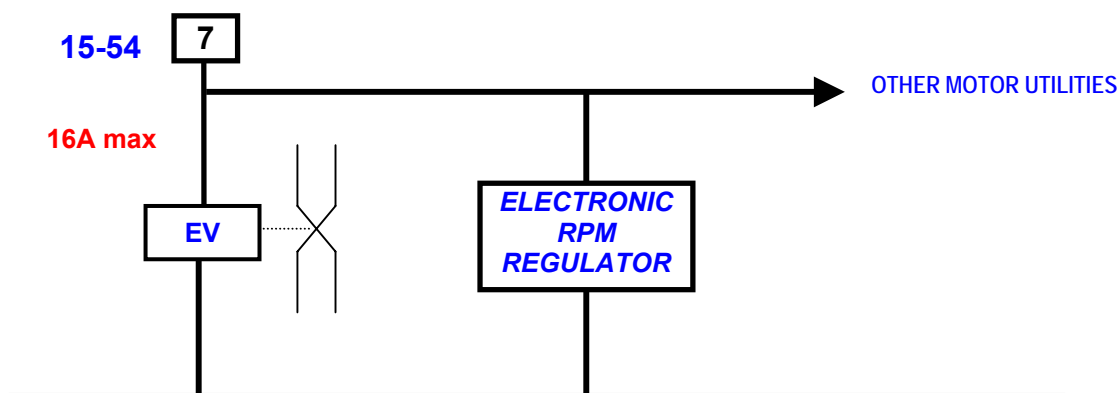 7
15-54
OTHER MOTOR UTILITIES
16A max
ELECTRONIC
RPM
REGULATOR
EV